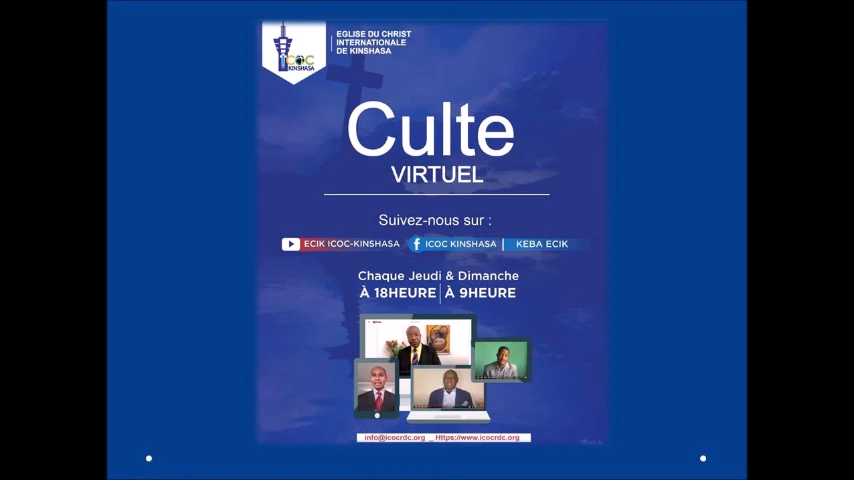 EGLISE DU CHRIST
INTERNATIONALE
DE KINSHASA
ICOC
KINSHASA
Culte
VIRTUEL
Suivez-nous sur :
ECIK ICOC-KINSHASA
ICOC KINSHASA | KEBA ECIK
Chaque Jeudi & Dimanche
À 18HEURE | À 9HEURE
info@icocrdc.org _ Https://www.icocrdc.org